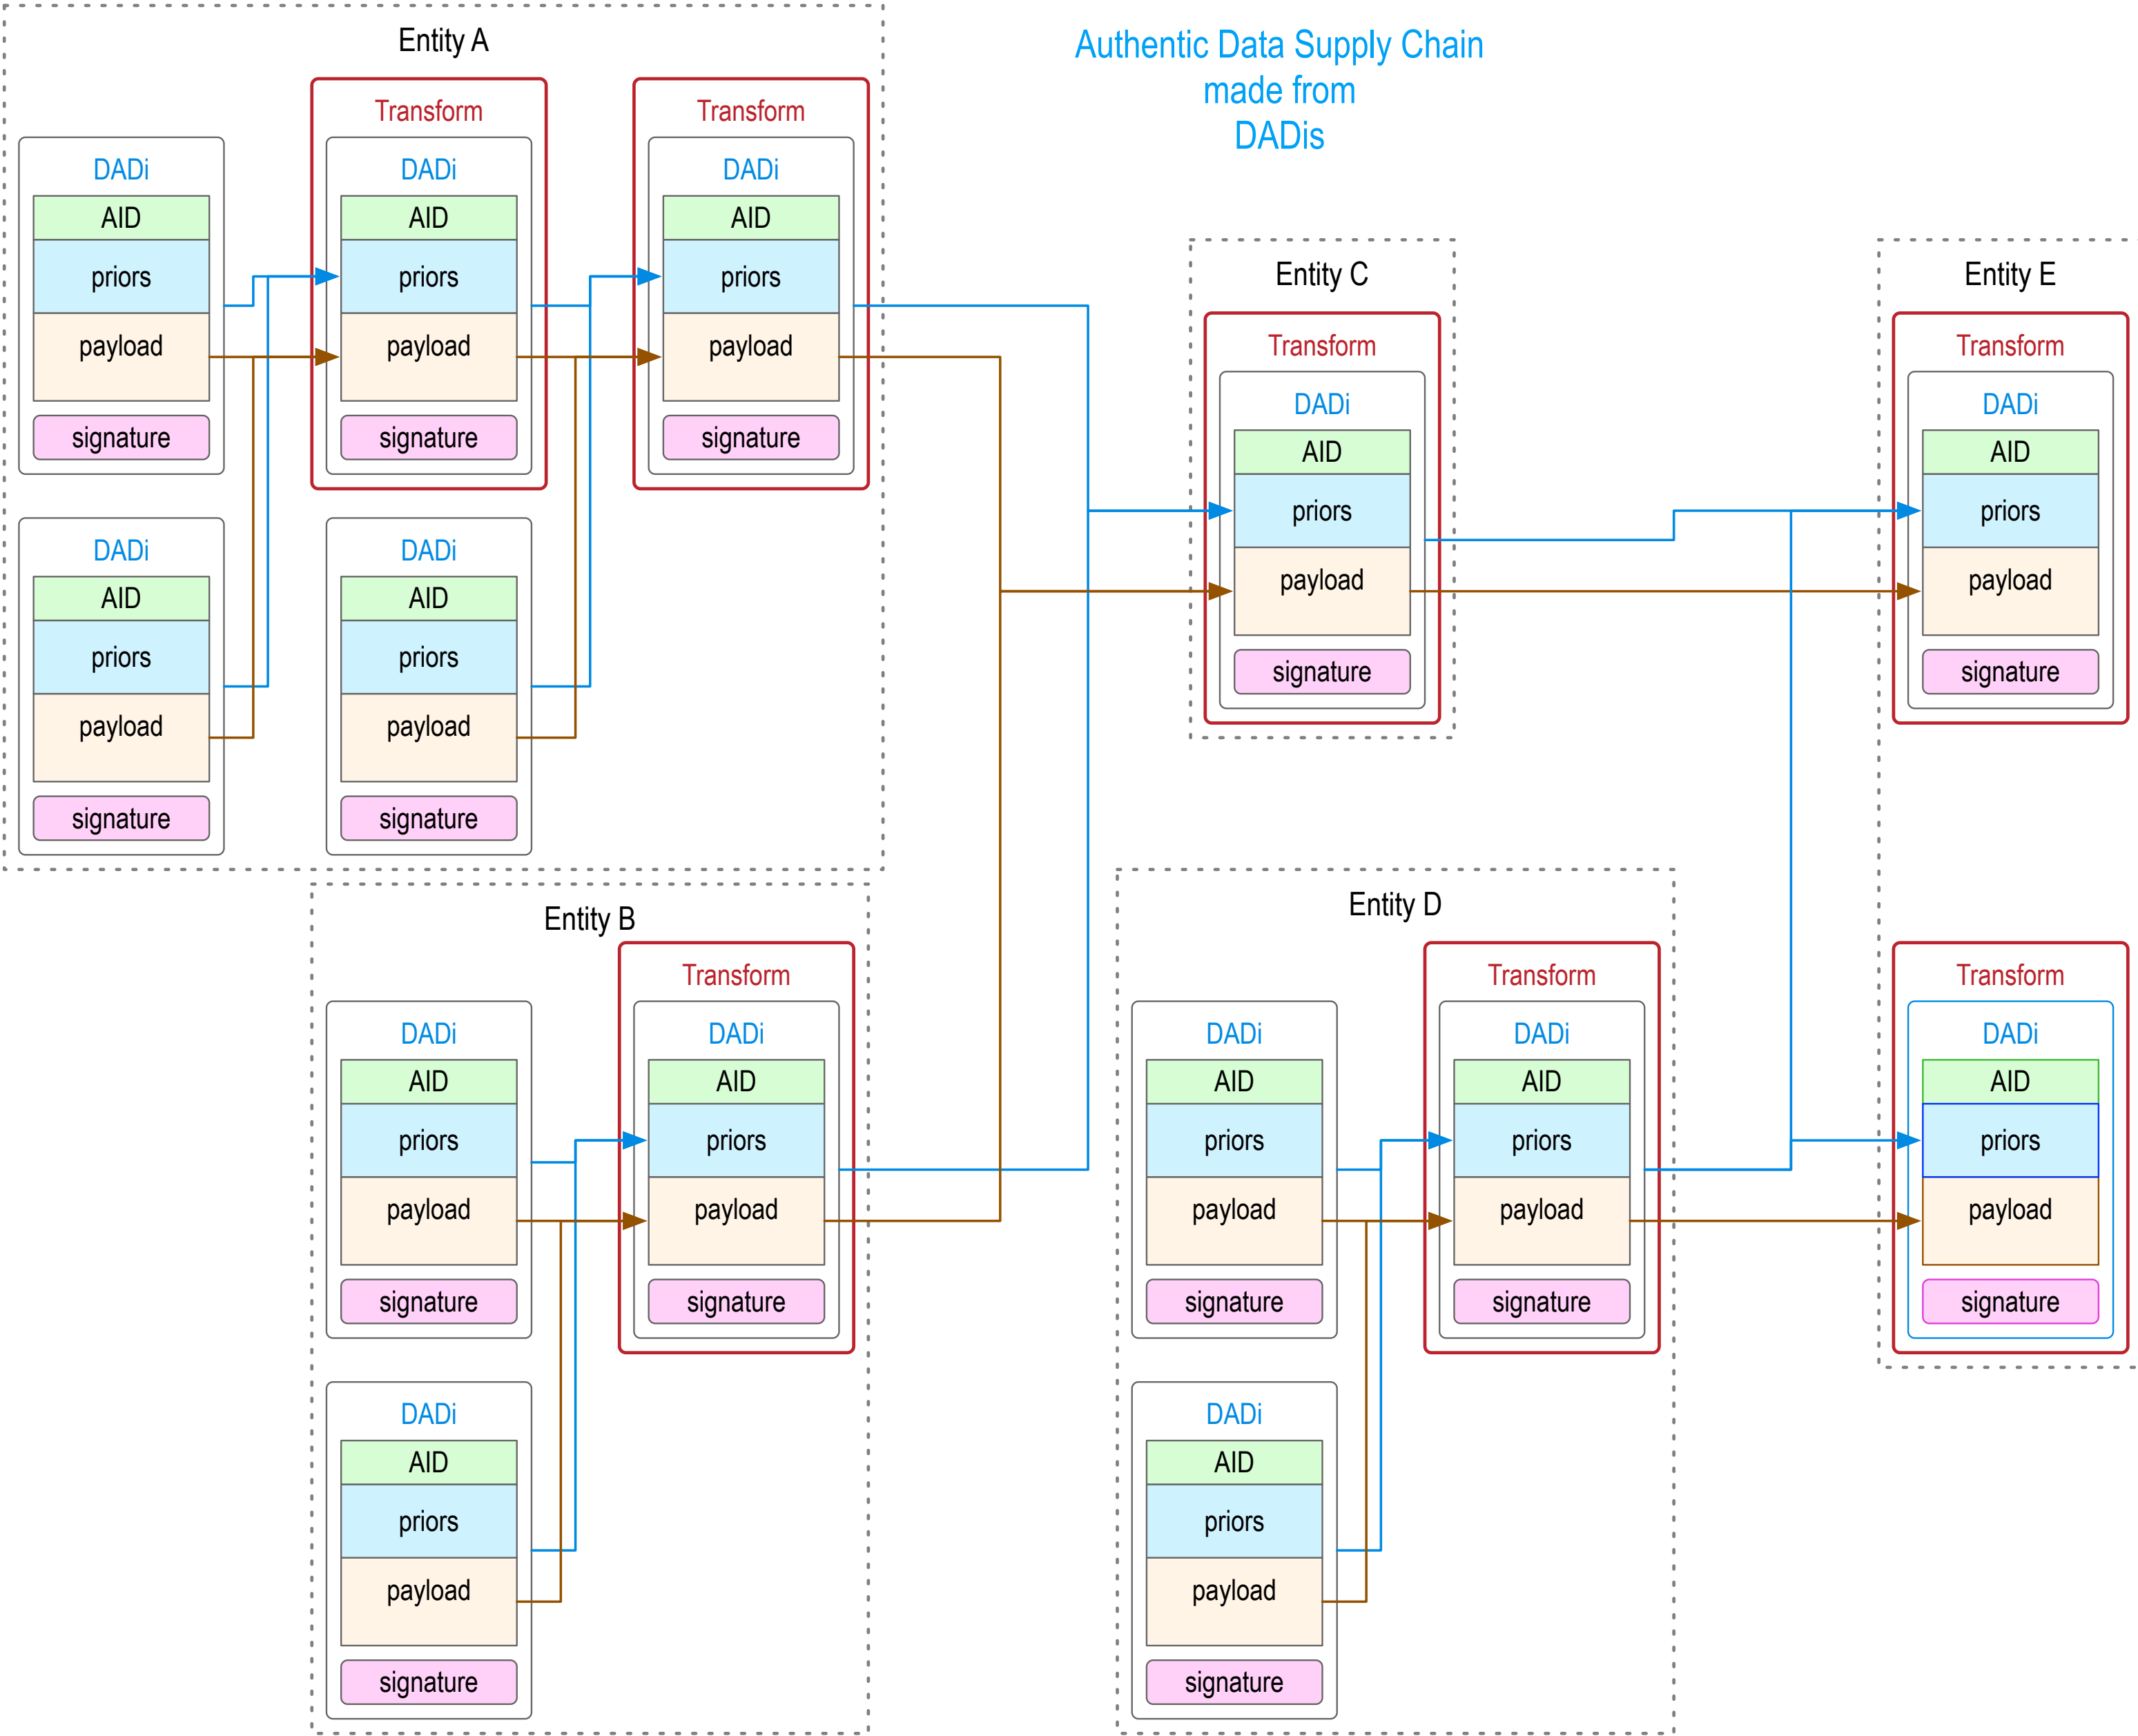 Entity A
Authentic Data Supply Chain
made from
DADis
Transform
Transform
DADi
AID
priors
payload
signature
DADi
AID
priors
payload
signature
DADi
AID
priors
payload
signature
DADi
AID
priors
payload
signature
DADi
AID
priors
payload
signature
Entity C
Transform
DADi
AID
priors
payload
signature
Entity E
Transform
DADi
AID
priors
payload
signature
Entity B
Transform
DADi
AID
priors
payload
signature
DADi
AID
priors
payload
signature
DADi
AID
priors
payload
signature
Entity D
Transform
DADi
AID
priors
payload
signature
DADi
AID
priors
payload
signature
DADi
AID
priors
payload
signature
Transform
DADi
AID
priors
payload
signature